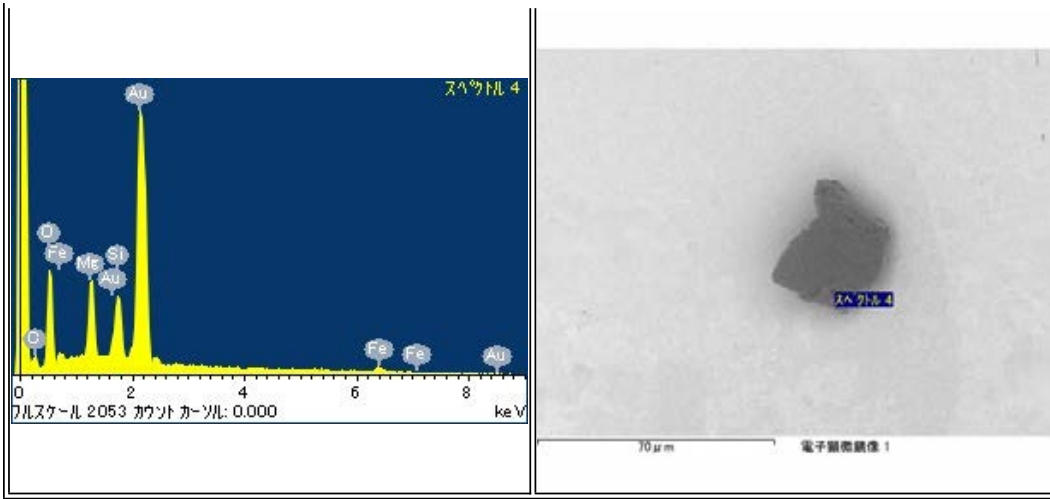 スペクトル 4
Au
O
Fe
Mg
Si
Au
C
Fe
Fe
Au
0 2 4 6 8
フルスケール 2053 カウント カーソル: 0.000 keV
スペクトル 4
70μm 電子顕微鏡像 1